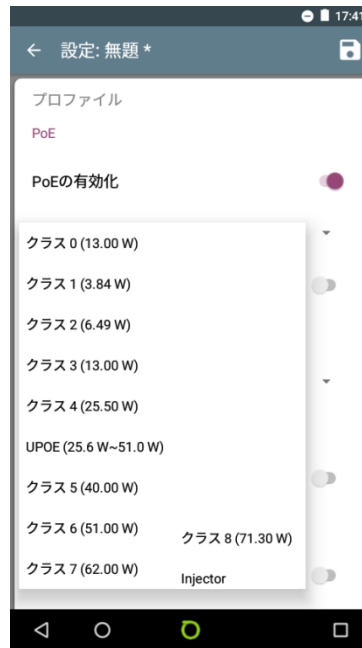 17:41
設定: 無題 *
プロファイル
PoE
PoEの有効化
クラス 0 (13.00 W)
クラス 1 (3.84 W)
クラス 2 (6.49 W)
クラス 3 (13.00 W)
クラス 4 (25.50 W)
UPOE (25.6 W~51.0 W)
クラス 5 (40.00 W)
クラス 6 (51.00 W)
クラス 7 (62.00 W)
クラス 8 (71.30 W)
Injector